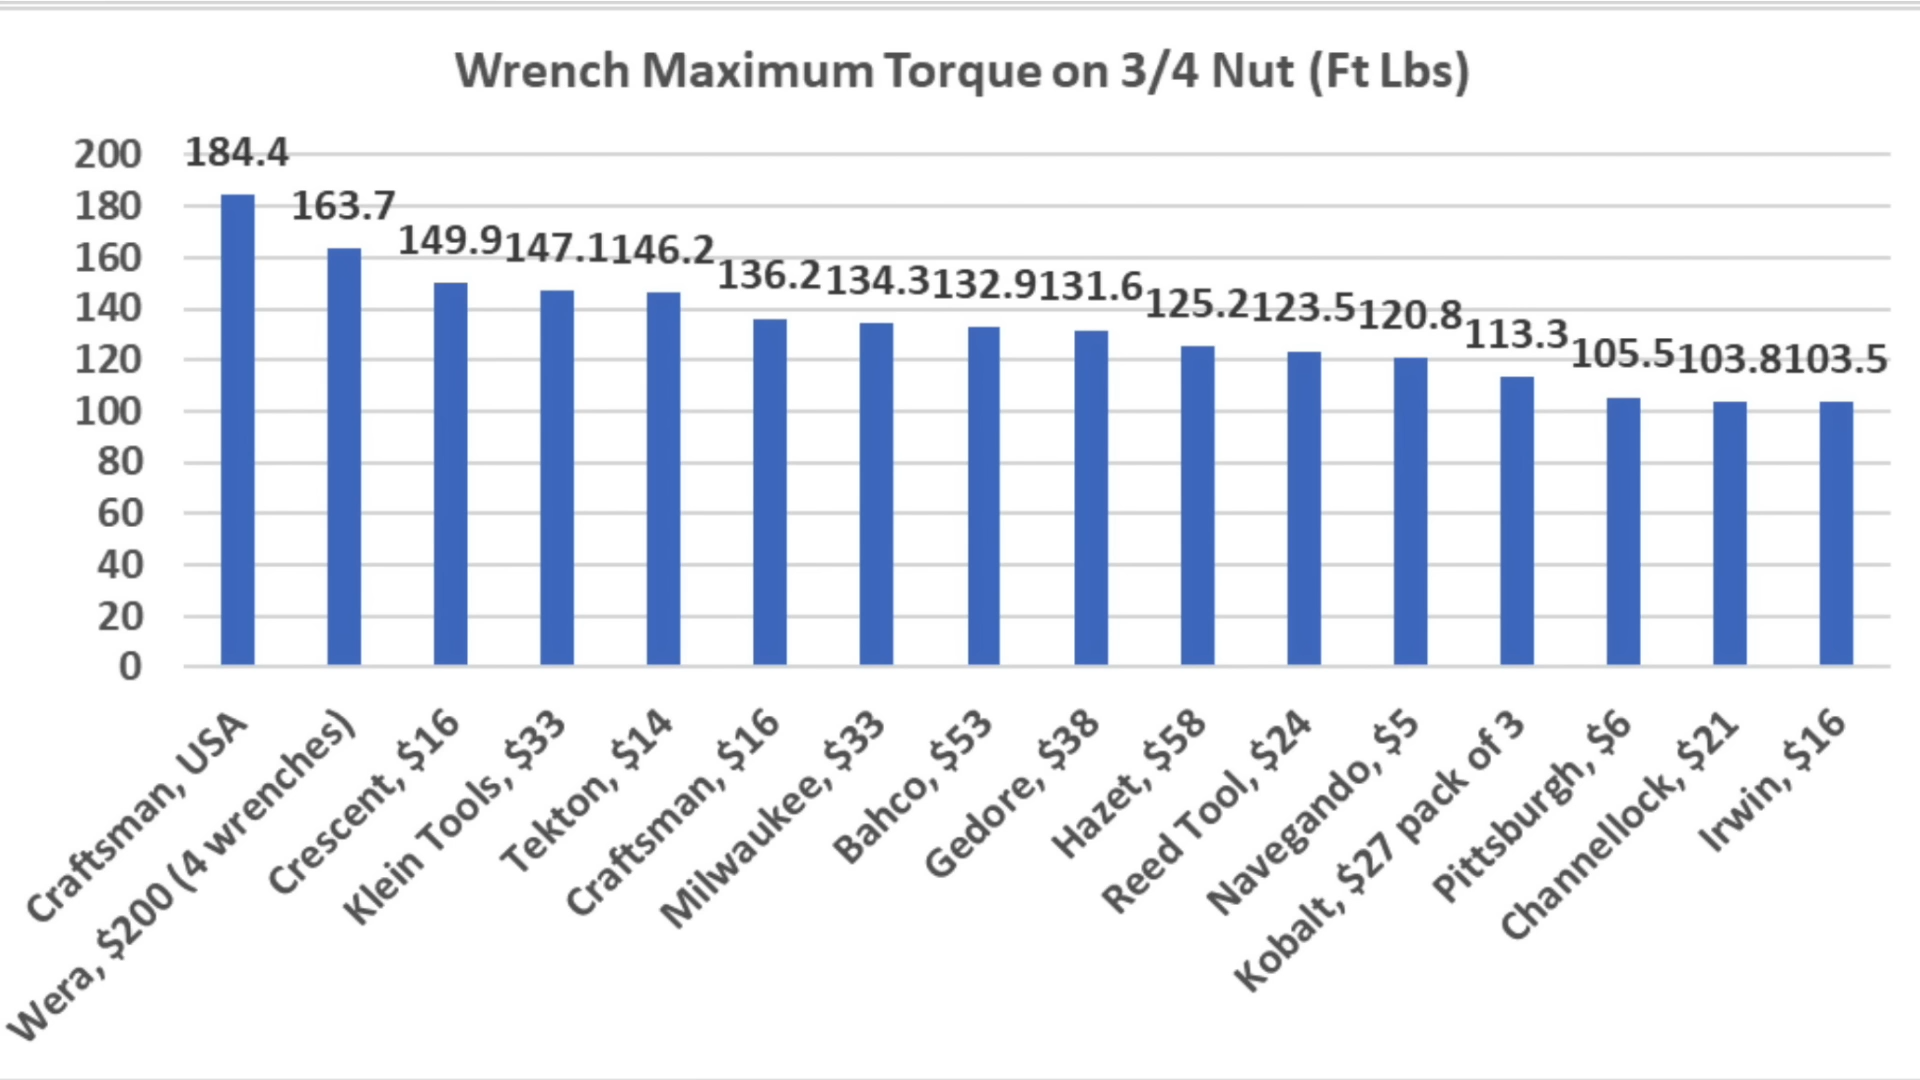 Wrench Maximum Torque on 3/4 Nut (Ft Lbs)
200
180
160
140
120
100
80
60
40
20
0
184.4
163.7
149.9
147.1
146.2
136.2
134.3
132.9
131.6
125.2
123.5
120.8
113.3
105.5
103.8
103.5
Craftsman, USA
Wera, $200 (4 wrenches)
Crescent, $16
Klein Tools, $33
Tekton, $14
Craftsman, $16
Milwaukee, $33
Bahco, $53
Gedore, $38
Hazet, $58
Reed Tool, $24
Navegando, $5
Kobalt, $27 pack of 3
Pittsburgh, $6
Channellock, $21
Irwin, $16